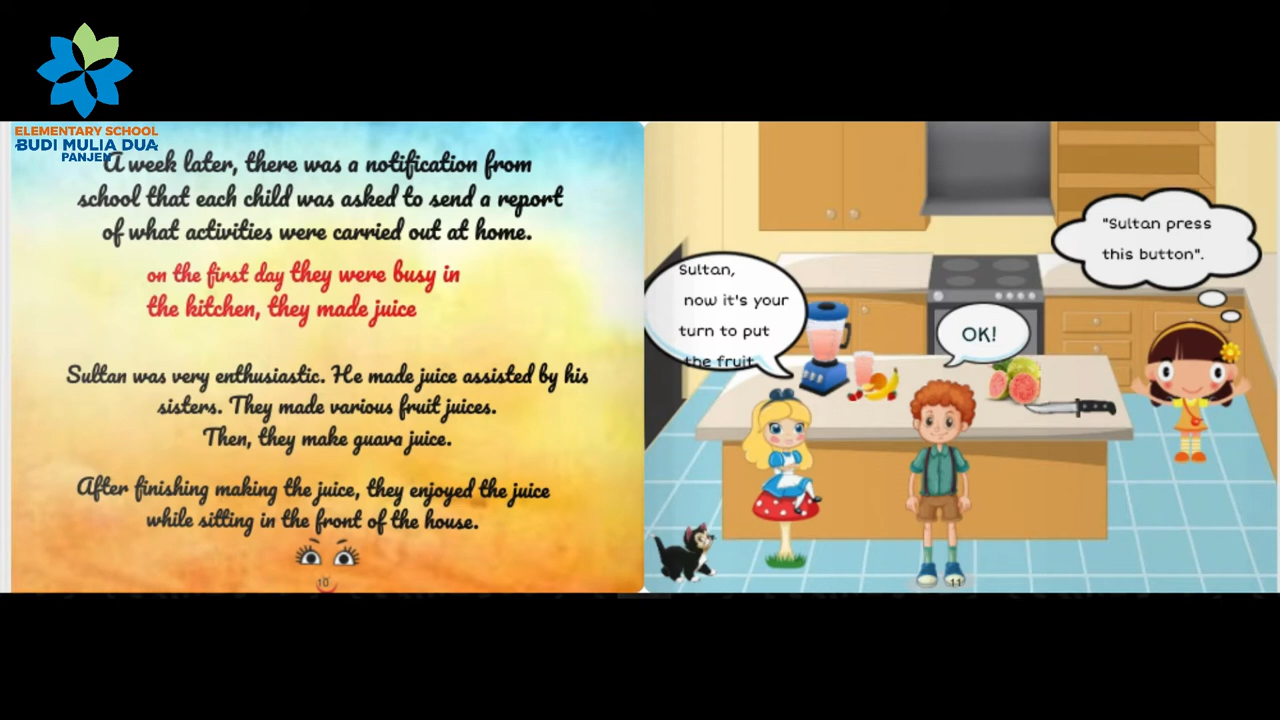 ELEMENTARY SCHOOL
BUDI MULIA DUA
PANJEN
A week later, there was a notification from
school that each child was asked to send a report
of what activities were carried out at home.
on the first day they were busy in
the kitchen, they made juice
Sultan was very enthusiastic. He made juice assisted by his
sisters. They made various fruit juices.
Then, they make guava juice.
After finishing making the juice, they enjoyed the juice
while sitting in the front of the house.
10
Sultan,
now it's your
turn to put
the fruit
OK!
"Sultan press
this button".
11